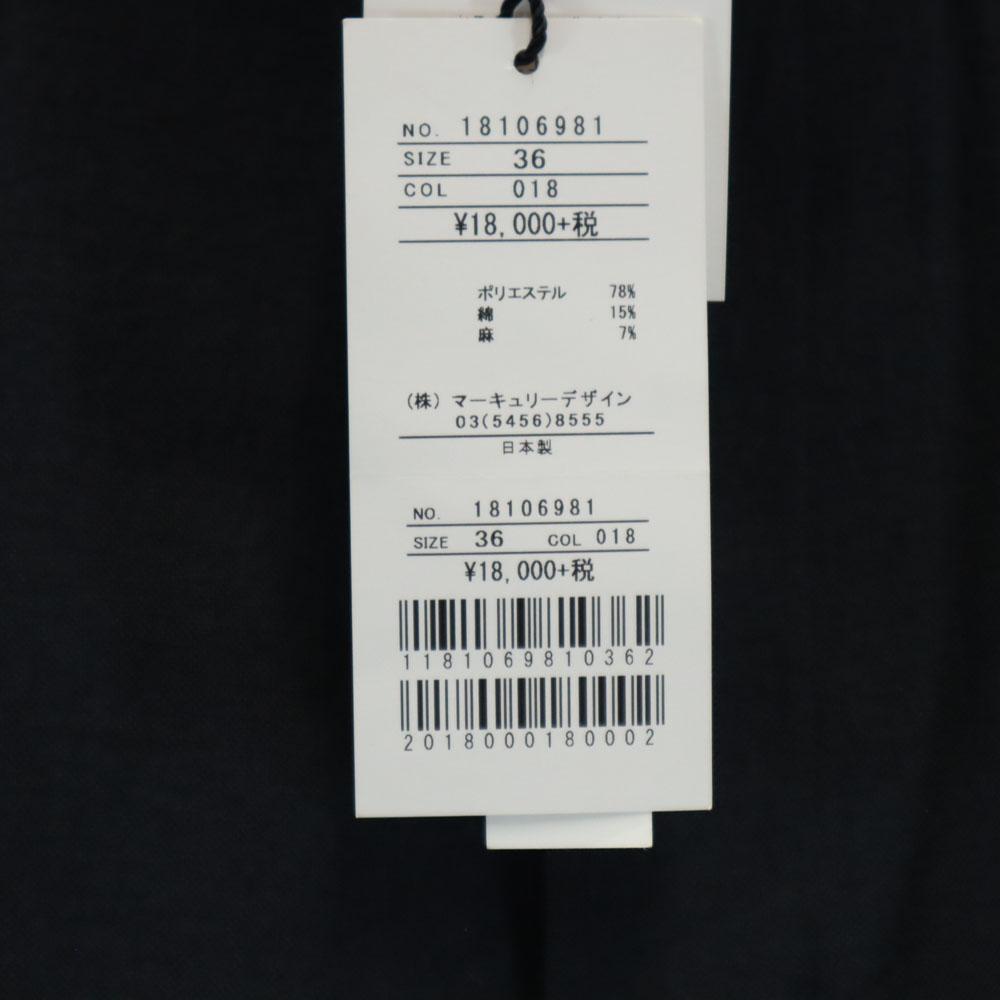 NO. 18106981
SIZE 36
COL 018
¥18,000+税
ポリエステル 78%
綿 15%
麻 7%
(株) マーキュリーデザイン
03(5456)8555
日本製
NO. 18106981
SIZE 36 COL 018
¥18,000+税
1181069810362
2018000180002